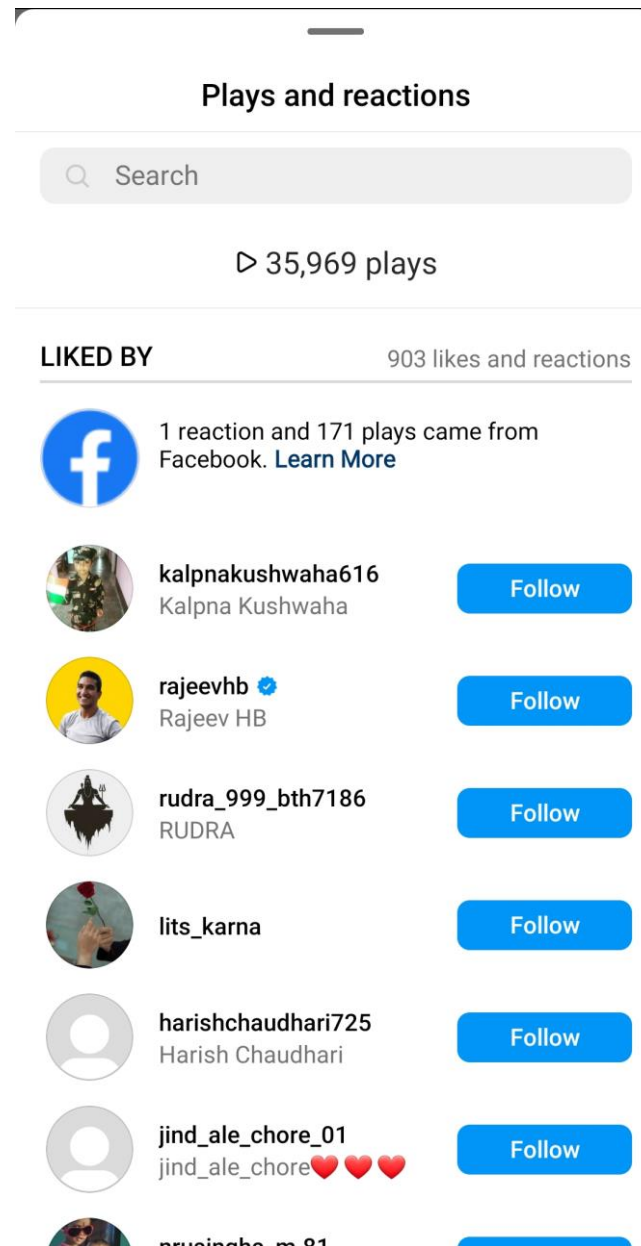 Plays and reactions
Search
35,969 plays
LIKED BY 903 likes and reactions
1 reaction and 171 plays came from
Facebook. Learn More
kalpnakushwaha616
Kalpna Kushwaha
Follow
rajeevhb
Rajeev HB
Follow
rudra_999_bth7186
RUDRA
Follow
lits_karna
Follow
harishchaudhari725
Harish Chaudhari
Follow
jind_ale_chore_01
jind_ale_chore❤️❤️❤️
Follow